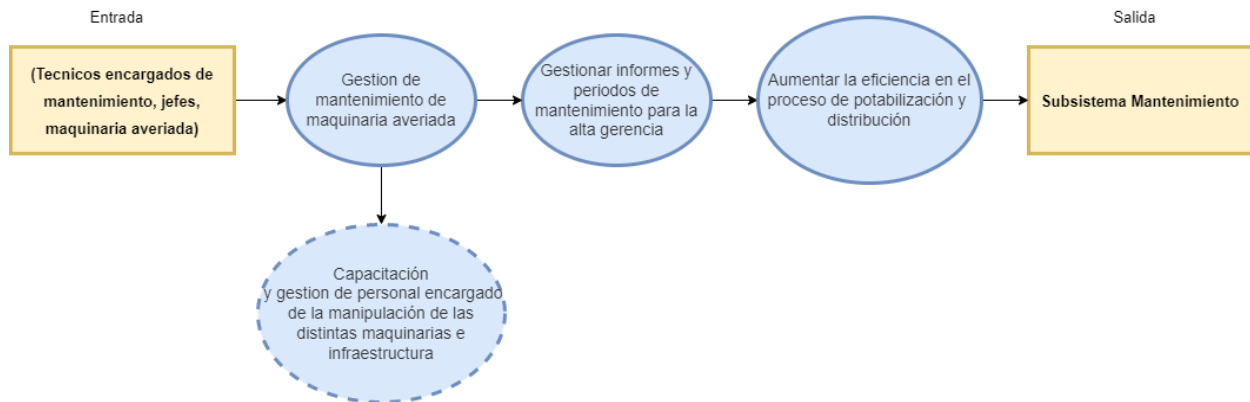 Entrada
Salida
(Tecnicos encargados de
mantenimiento, jefes,
maquinaria averiada)
Gestion de
mantenimiento de
maquinaria averiada
Gestionar informes y
periodos de
mantenimiento para la
alta gerencia
Aumentar la eficiencia en el
proceso de potabilización y
distribución
Subsistema Mantenimiento
Capacitación
y gestion de personal encargado
de la manipulación de las
distintas maquinarias e
infraestructura